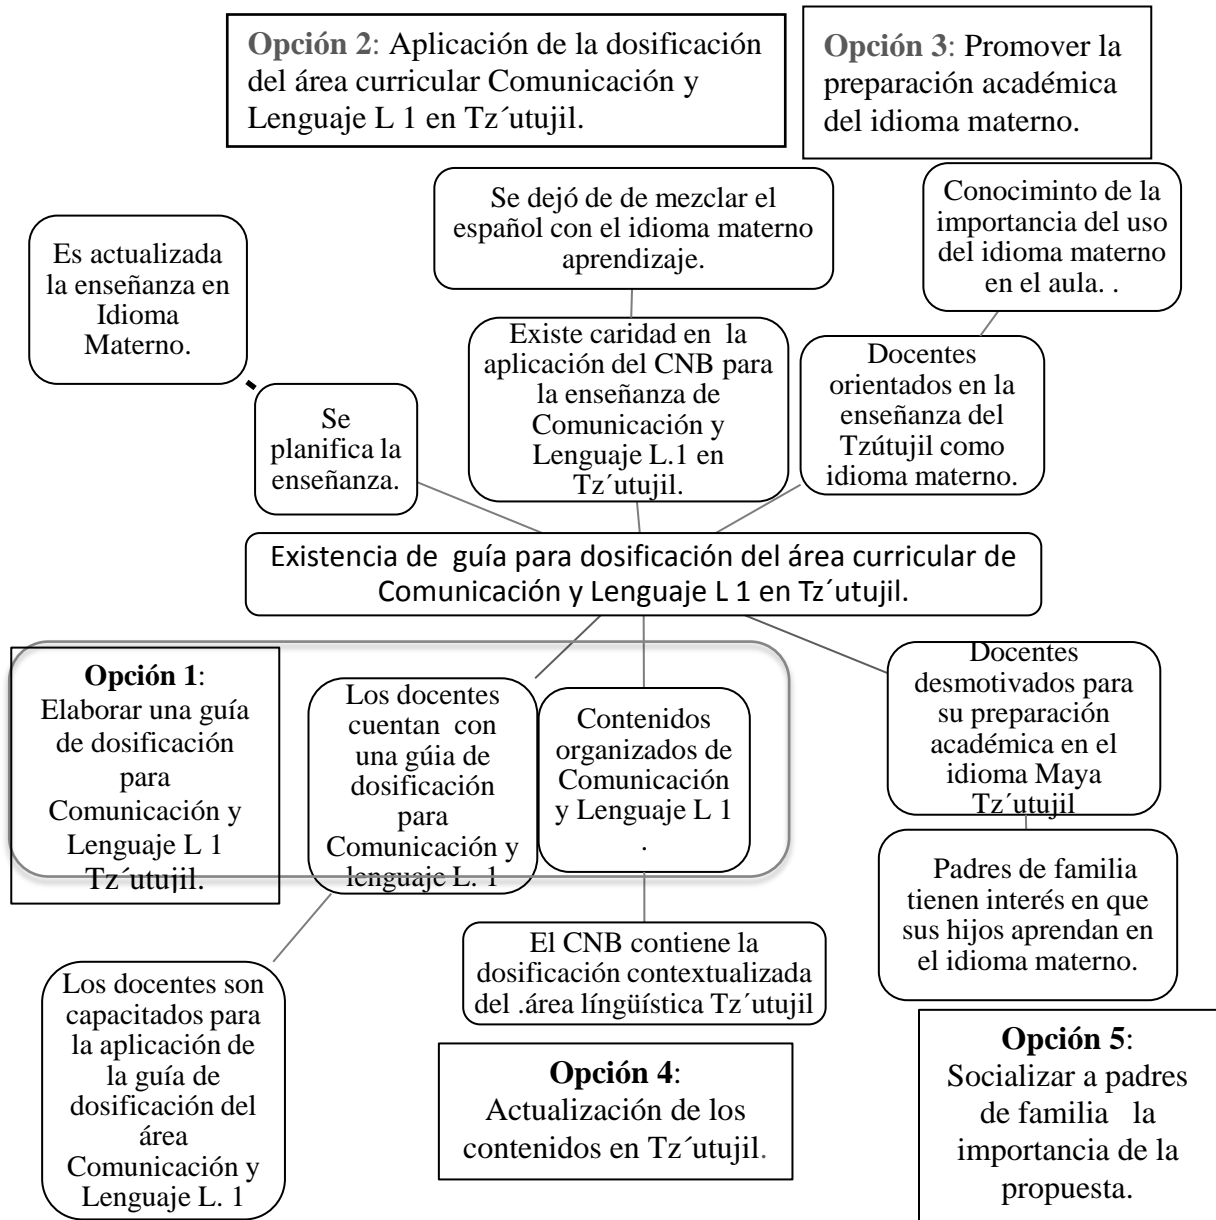 Opción 2: Aplicación de la dosificación
del área curricular Comunicación y
Lenguaje L 1 en Tz´utujil.
Opción 3: Promover la
preparación académica
del idioma materno.
Es actualizada
la enseñanza en
Idioma
Materno.
Se dejó de de mezclar el
español con el idioma materno
aprendizaje.
Conociminto de la
importancia del uso
del idioma materno
en el aula. .
Se
planifica la
enseñanza.
Existe caridad en la
aplicación del CNB para
la enseñanza de
Comunicación y
Lenguaje L.1 en
Tz´utujil.
Docentes
orientados en la
enseñanza del
Tzútujil como
idioma materno.
Existencia de guía para dosificación del área curricular de
Comunicación y Lenguaje L 1 en Tz´utujil.
Opción 1:
Elaborar una guía
de dosificación
para
Comunicación y
Lenguaje L 1
Tz´utujil.
Los docentes
cuentan con
una gúia de
dosificación
para
Comunicación y
lenguaje L. 1
Contenidos
organizados de
Comunicación
y Lenguaje L 1
.
Docentes
desmotivados para
su preparación
académica en el
idioma Maya
Tz´utujil
Padres de familia
tienen interés en que
sus hijos aprendan en
el idioma materno.
Los docentes son
capacitados para
la aplicación de
la guía de
dosificación del
área
Comunicación y
Lenguaje L. 1
El CNB contiene la
dosificación contextualizada
del .área língüística Tz´utujil
Opción 4:
Actualización de los
contenidos en Tz´utujil.
Opción 5:
Socializar a padres
de familia la
importancia de la
propuesta.